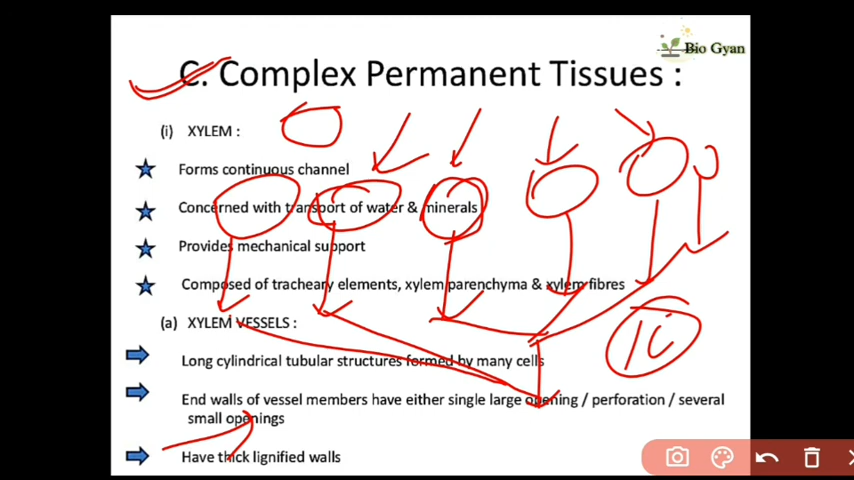 Bio Gyan
C. Complex Permanent Tissues :
(i) XYLEM :
Forms continuous channel
Concerned with transport of water & minerals
Provides mechanical support
Composed of tracheary elements, xylem parenchyma & xylem fibres
(a) XYLEM VESSELS :
Long cylindrical tubular structures formed by many cells
End walls of vessel members have either single large opening / perforation / several
small openings
Have thick lignified walls